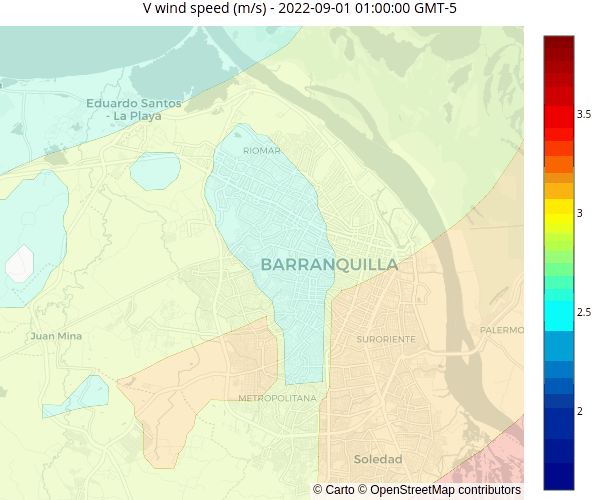 V wind speed (m/s) - 2022-09-01 01:00:00 GMT-5
Eduardo Santos
- La Playa
RIOMAR
BARRANQUILLA
Juan Mina
SURORIENTE
PALERMO
METROPOLITANA
Soledad
© Carto © OpenStreetMap contributors
3.5
3
2.5
2